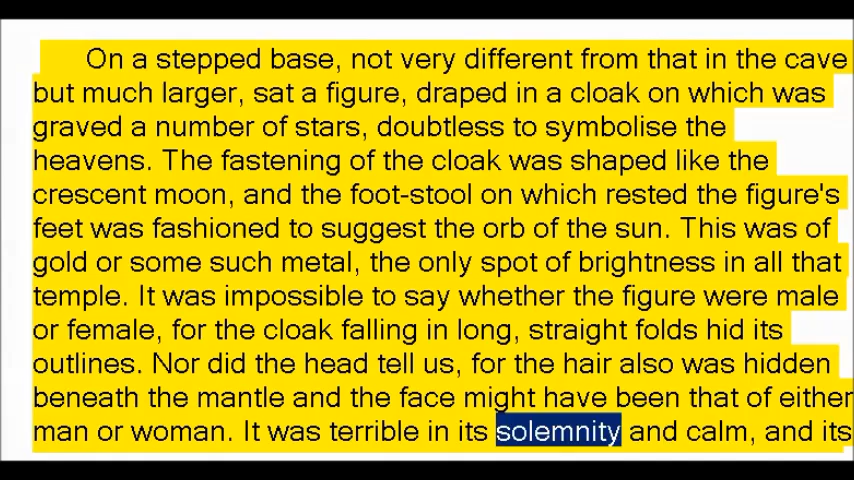 On a stepped base, not very different from that in the cave
but much larger, sat a figure, draped in a cloak on which was
graved a number of stars, doubtless to symbolise the
heavens. The fastening of the cloak was shaped like the
crescent moon, and the foot-stool on which rested the figure's
feet was fashioned to suggest the orb of the sun. This was of
gold or some such metal, the only spot of brightness in all that
temple. It was impossible to say whether the figure were male
or female, for the cloak falling in long, straight folds hid its
outlines. Nor did the head tell us, for the hair also was hidden
beneath the mantle and the face might have been that of either
man or woman. It was terrible in its solemnity and calm, and its